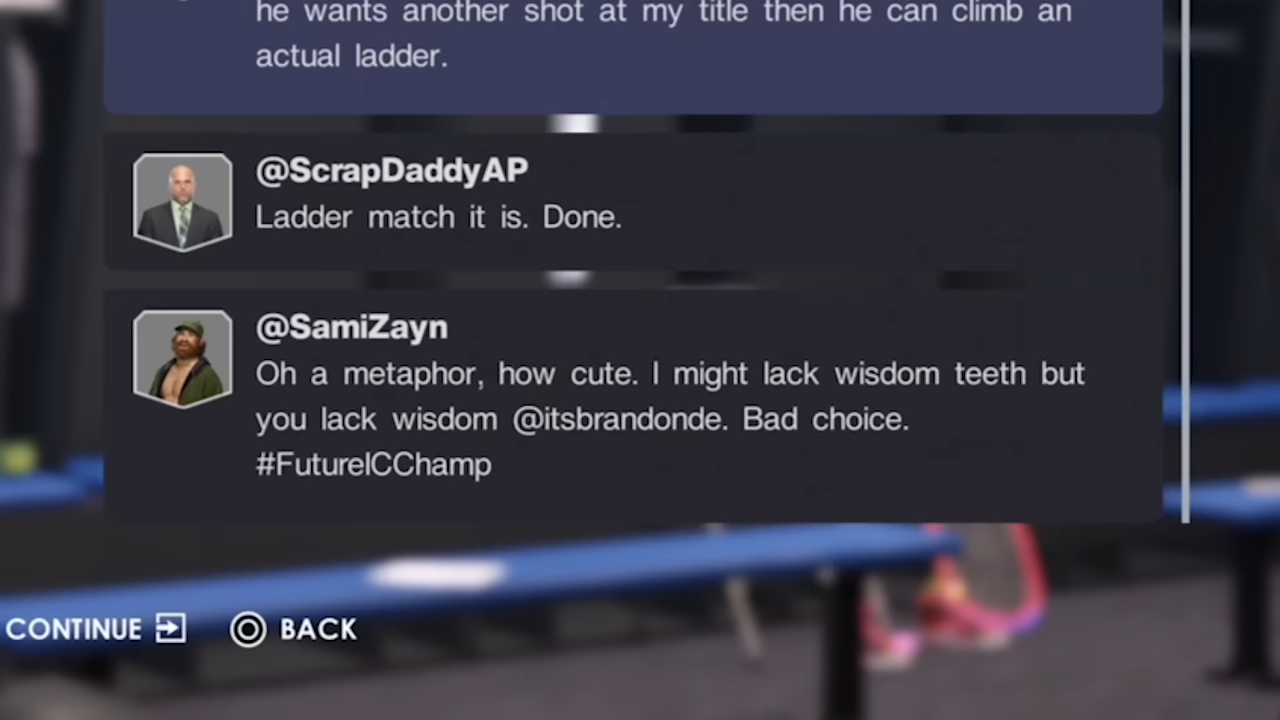 he wants another shot at my title then he can climb an
actual ladder.
@ScrapDaddyAP
Ladder match it is. Done.
@SamiZayn
Oh a metaphor, how cute. I might lack wisdom teeth but
you lack wisdom @itsbrandonde. Bad choice.
#FutureICChamp
CONTINUE
BACK